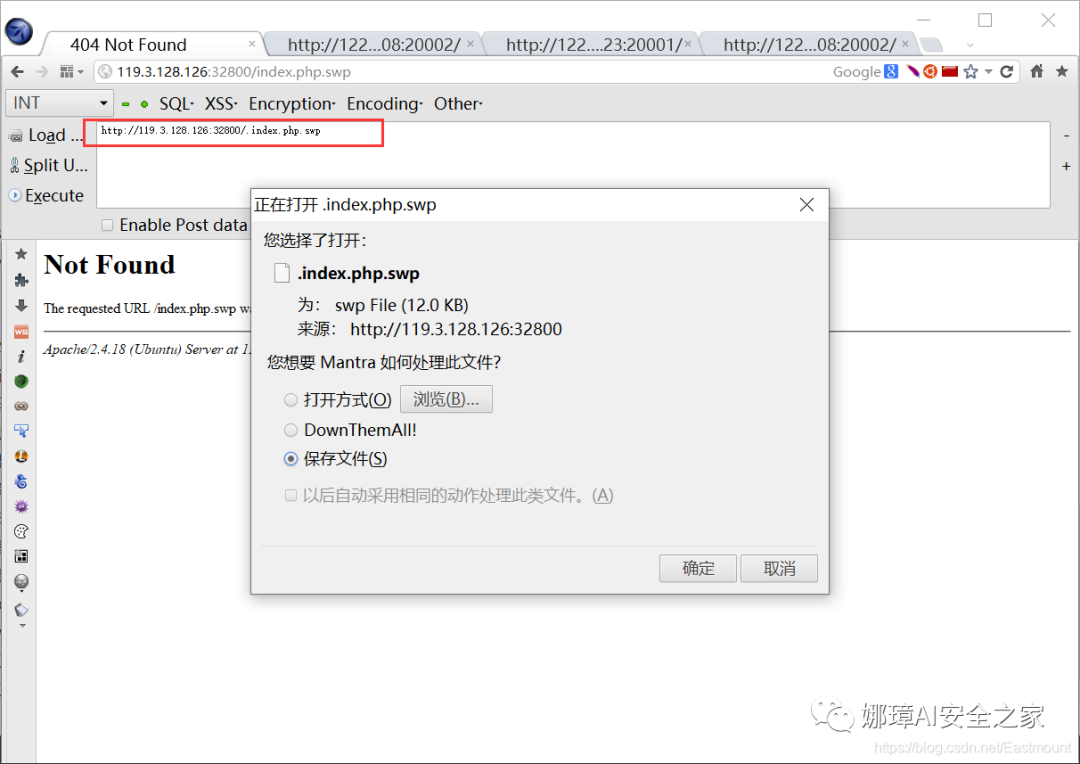 404 Not Found
http://122...08:20002/
http://122....23:20001/
http://122...08:20002/
119.3.128.126:32800/index.php.swp
Google
INT
SQL
XSS
Encryption
Encoding
Other
Load ...
http://119.3.128.126:32800/.index.php.swp
Split U...
Execute
Enable Post data
Not Found
The requested URL /index.php.swp w
Apache/2.4.18 (Ubuntu) Server at 1
正在打开 .index.php.swp
您选择了打开：
.index.php.swp
为： swp File (12.0 KB)
来源： http://119.3.128.126:32800
您想要 Mantra 如何处理此文件？
打开方式(O)
浏览(B)...
DownThemAll!
保存文件(S)
以后自动采用相同的动作处理此类文件。(A)
确定
取消
娜璋AI安全之家
https://blog.csdn.net/Eastmount